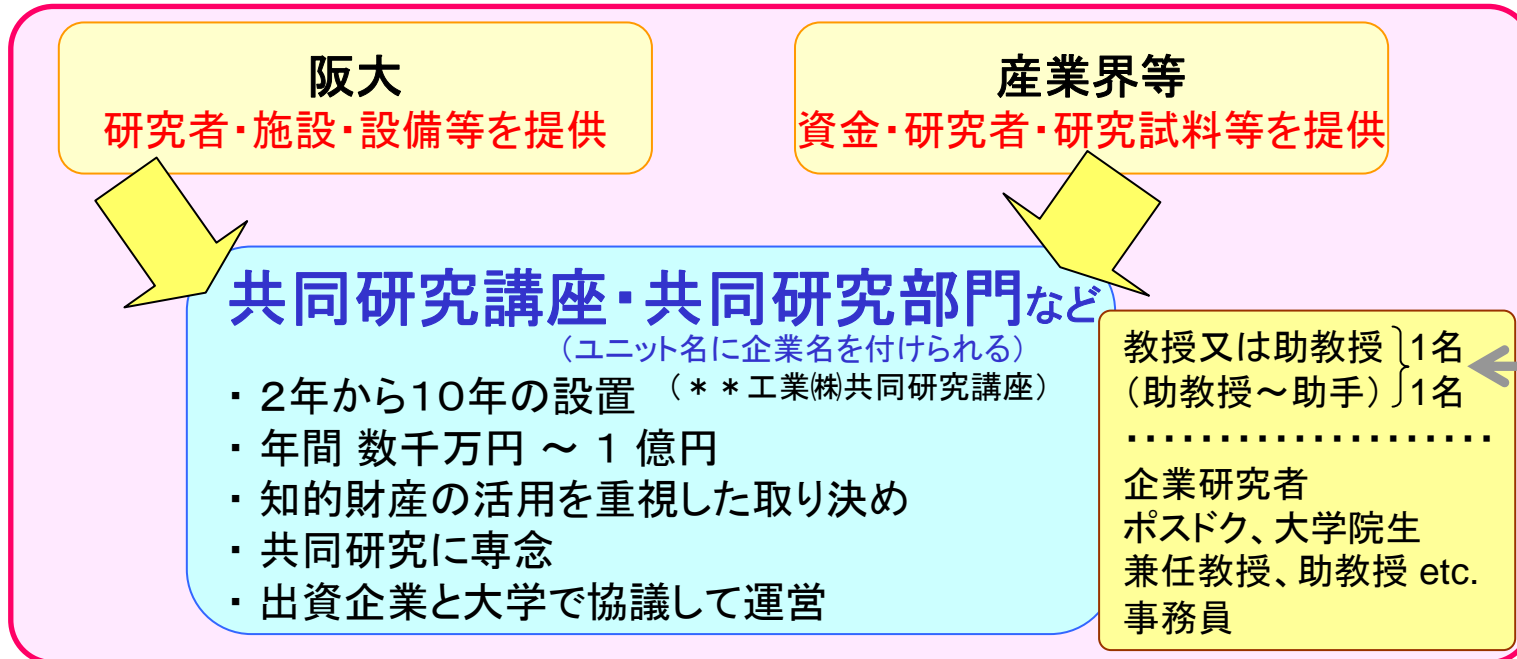 阪大
研究者・施設・設備等を提供
産業界等
資金・研究者・研究試料等を提供
共同研究講座・共同研究部門など
（ユニット名に企業名を付けられる）
・ ２年から１０年の設置 （＊＊工業㈱共同研究講座）
・ 年間 数千万円 ～ １ 億円
・ 知的財産の活用を重視した取り決め
・ 共同研究に専念
・ 出資企業と大学で協議して運営
教授又は助教授 1名
（助教授～助手） 1名
・・・・・・・・・・・・・・・・・・・・
企業研究者
ポスドク、大学院生
兼任教授、助教授 etc.
事務員